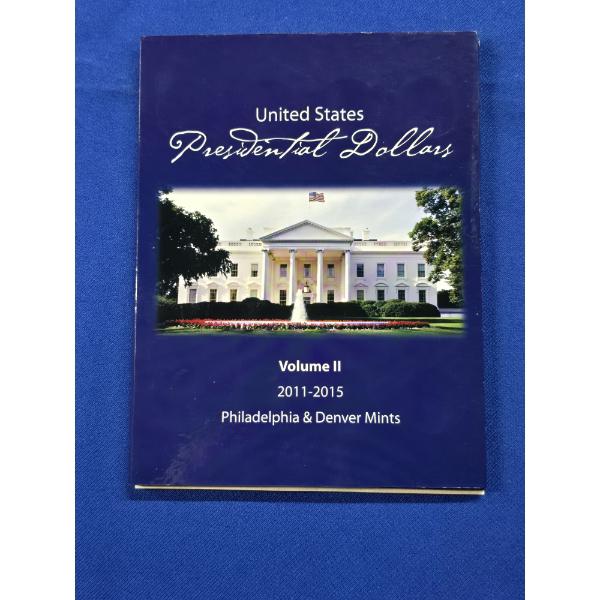 United States
Presidential Dollars
Volume II
2011-2015
Philadelphia & Denver Mints